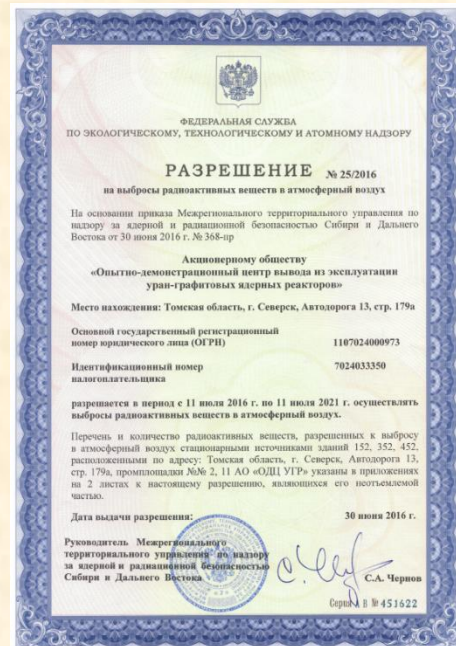 ФЕДЕРАЛЬНАЯ СЛУЖБА
ПО ЭКОЛОГИЧЕСКОМУ, ТЕХНОЛОГИЧЕСКОМУ И АТОМНОМУ НАДЗОРУ
РАЗРЕШЕНИЕ № 25/2016
на выбросы радиоактивных веществ в атмосферный воздух
На основании приказа Межрегионального территориального управления по
надзору за ядерной и радиационной безопасностью Сибири и Дальнего
Востока от 30 июня 2016 г. № 368-пр
Акционерному обществу
«Опытно-демонстрационный центр вывода из эксплуатации
уран-графитовых ядерных реакторов»
Место нахождения: Томская область, г. Северск, Автодорога 13, стр. 179а
Основной государственный регистрационный
номер юридического лица (ОГРН) 1107024000973
Идентификационный номер 7024033350
налогоплательщика
разрешается в период с 11 июля 2016 г. по 11 июля 2021 г. осуществлять
выбросы радиоактивных веществ в атмосферный воздух.
Перечень и количество радиоактивных веществ, разрешенных к выбросу
в атмосферный воздух стационарными источниками зданий 152, 352, 452,
расположенными по адресу: Томская область, г. Северск, Автодорога 13,
стр. 179а, промплощадки №№ 2, 11 АО «ОДЦ УГР» указаны в приложениях
на 2 листах к настоящему разрешению, являющихся его неотъемлемой
частью.
Дата выдачи разрешения: 30 июня 2016 г.
Руководитель Межрегионального
территориального управления по надзору
за ядерной и радиационной безопасностью
Сибири и Дальнего Востока С.А. Чернов
Серия А В № 451622